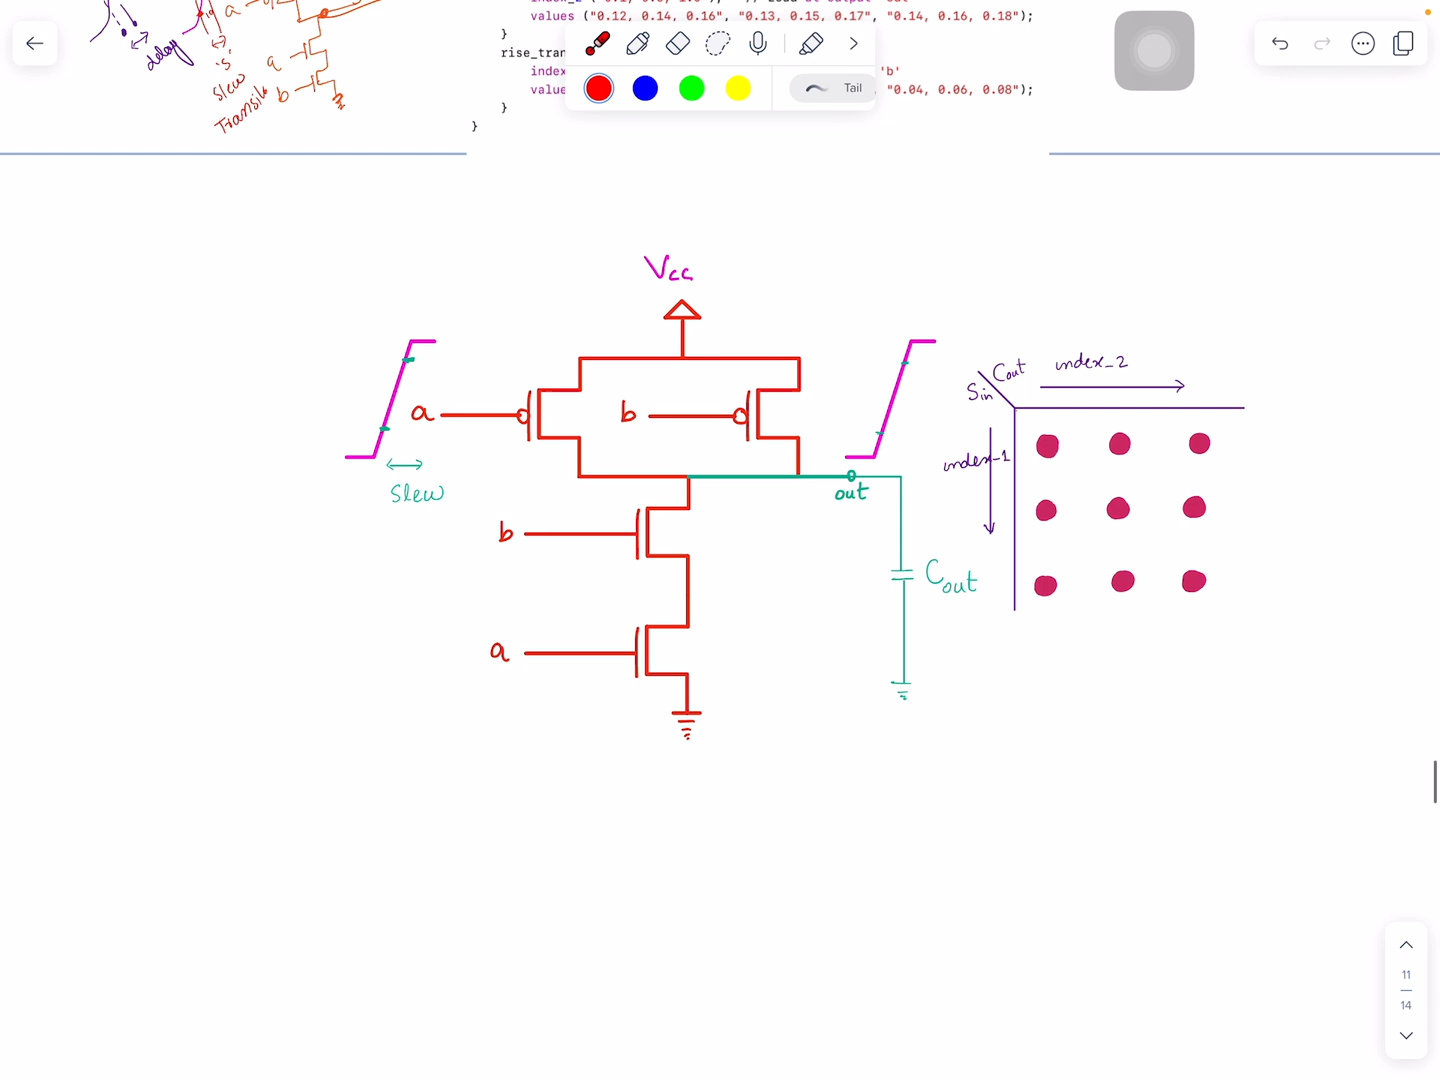 values ("0.12, 0.14, 0.16", "0.13, 0.15, 0.17", "0.14, 0.16, 0.18");
}
rise_tran
index 'b'
value , "0.04, 0.06, 0.08");
}
}
a
delay
's'
Slew
a
b
Tail
Vcc
a
b
Slew
out
b
a
Cout
Cout index_2
Sin
index-1
11
14